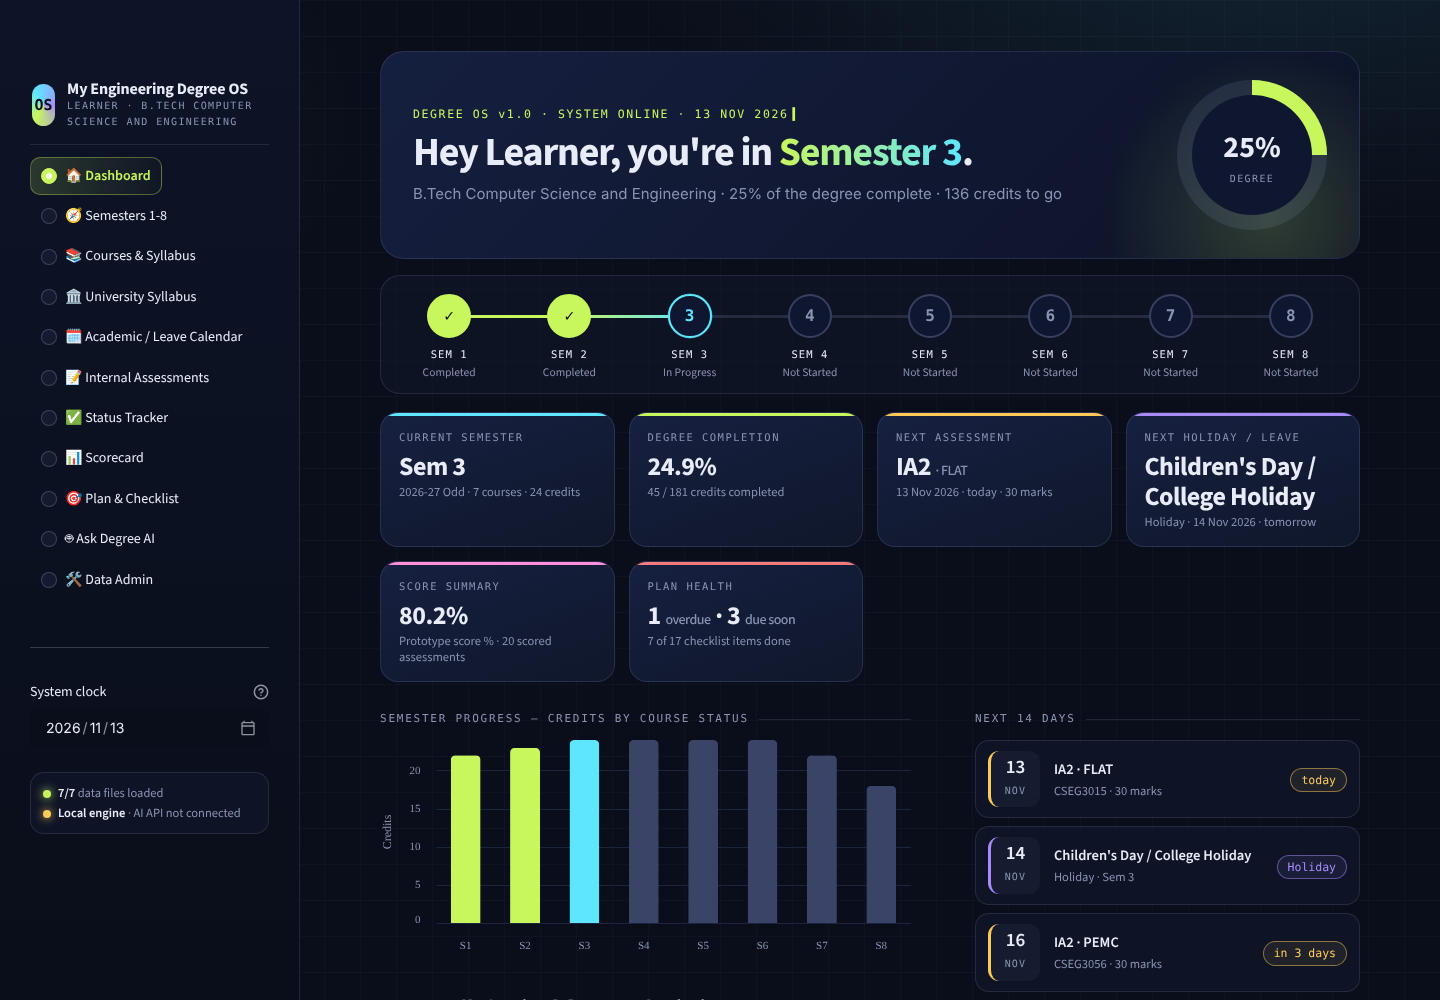 OS
My Engineering Degree OS
LEARNER · B.TECH COMPUTER
SCIENCE AND ENGINEERING
🏠 Dashboard
🧭 Semesters 1-8
📚 Courses & Syllabus
🏛️ University Syllabus
🗓️ Academic / Leave Calendar
📝 Internal Assessments
✅ Status Tracker
📊 Scorecard
🎯 Plan & Checklist
Ask Degree AI
🛠️ Data Admin
System clock
2026/11/13
7/7 data files loaded
Local engine · AI API not connected
DEGREE OS v1.0 · SYSTEM ONLINE · 13 NOV 2026
Hey Learner, you're in Semester 3.
B.Tech Computer Science and Engineering · 25% of the degree complete · 136 credits to go
25%
DEGREE
✓ ✓ 3 4 5 6 7 8
SEM 1 SEM 2 SEM 3 SEM 4 SEM 5 SEM 6 SEM 7 SEM 8
Completed Completed In Progress Not Started Not Started Not Started Not Started Not Started
CURRENT SEMESTER
Sem 3
2026-27 Odd · 7 courses · 24 credits
DEGREE COMPLETION
24.9%
45 / 181 credits completed
NEXT ASSESSMENT
IA2 · FLAT
13 Nov 2026 · today · 30 marks
NEXT HOLIDAY / LEAVE
Children's Day /
College Holiday
Holiday · 14 Nov 2026 · tomorrow
SCORE SUMMARY
80.2%
Prototype score % · 20 scored
assessments
PLAN HEALTH
1 overdue · 3 due soon
7 of 17 checklist items done
SEMESTER PROGRESS — CREDITS BY COURSE STATUS
Credits
20
15
10
5
0
S1 S2 S3 S4 S5 S6 S7 S8
NEXT 14 DAYS
13
NOV
IA2 · FLAT
CSEG3015 · 30 marks
today
14
NOV
Children's Day / College Holiday
Holiday · Sem 3
Holiday
16
NOV
IA2 · PEMC
CSEG3056 · 30 marks
in 3 days